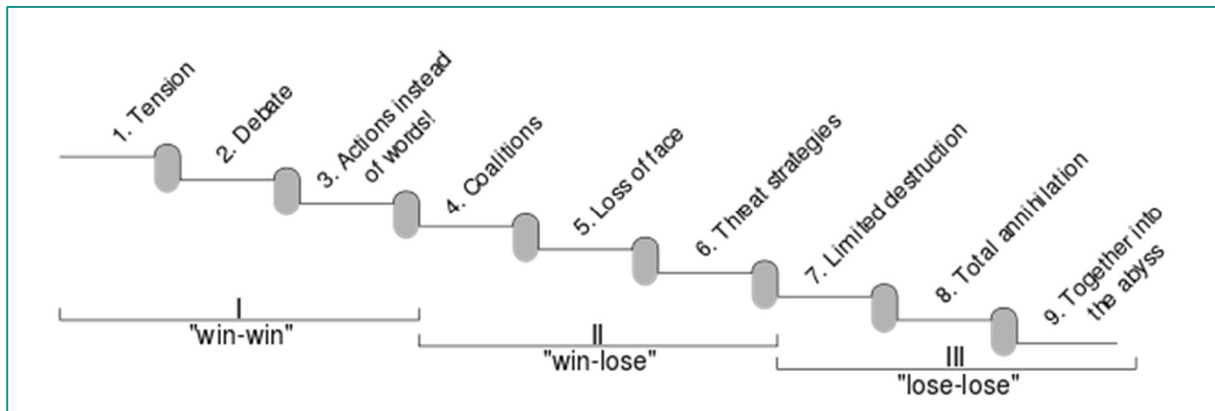 1. Tension
2. Debate
3. Actions instead
of words!
4. Coalitions
5. Loss of face
6. Threat strategies
7. Limited destruction
8. Total annihilation
9. Together into
the abyss
I
"win-win"
II
"win-lose"
III
"lose-lose"